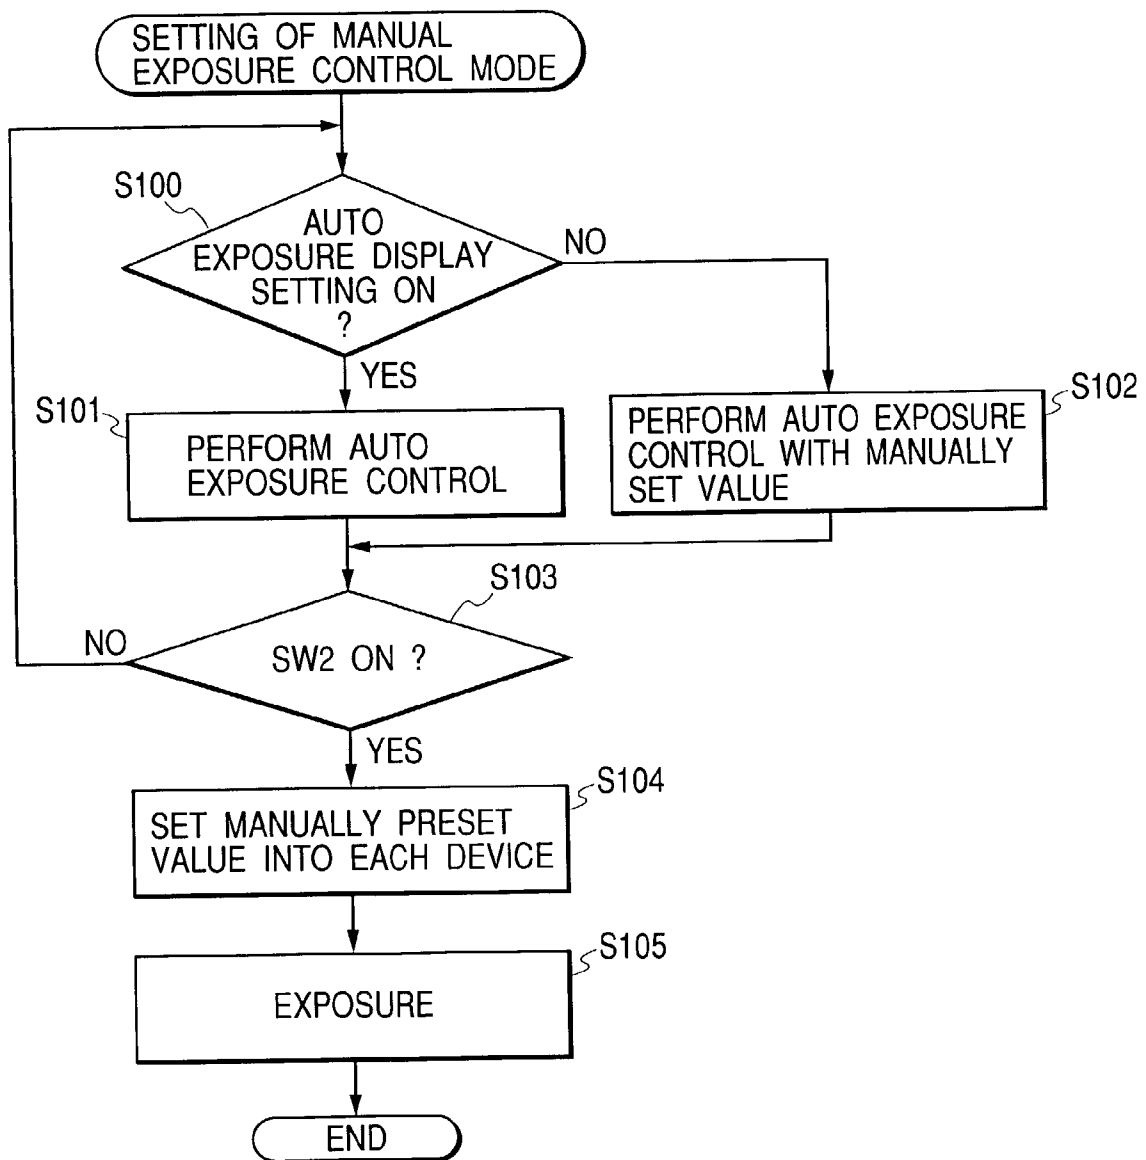 SETTING OF MANUAL
EXPOSURE CONTROL MODE
S100
AUTO
EXPOSURE DISPLAY
SETTING ON
?
NO
YES
S101
PERFORM AUTO
EXPOSURE CONTROL
S102
PERFORM AUTO EXPOSURE
CONTROL WITH MANUALLY
SET VALUE
S103
SW2 ON ?
NO
YES
S104
SET MANUALLY PRESET
VALUE INTO EACH DEVICE
S105
EXPOSURE
END